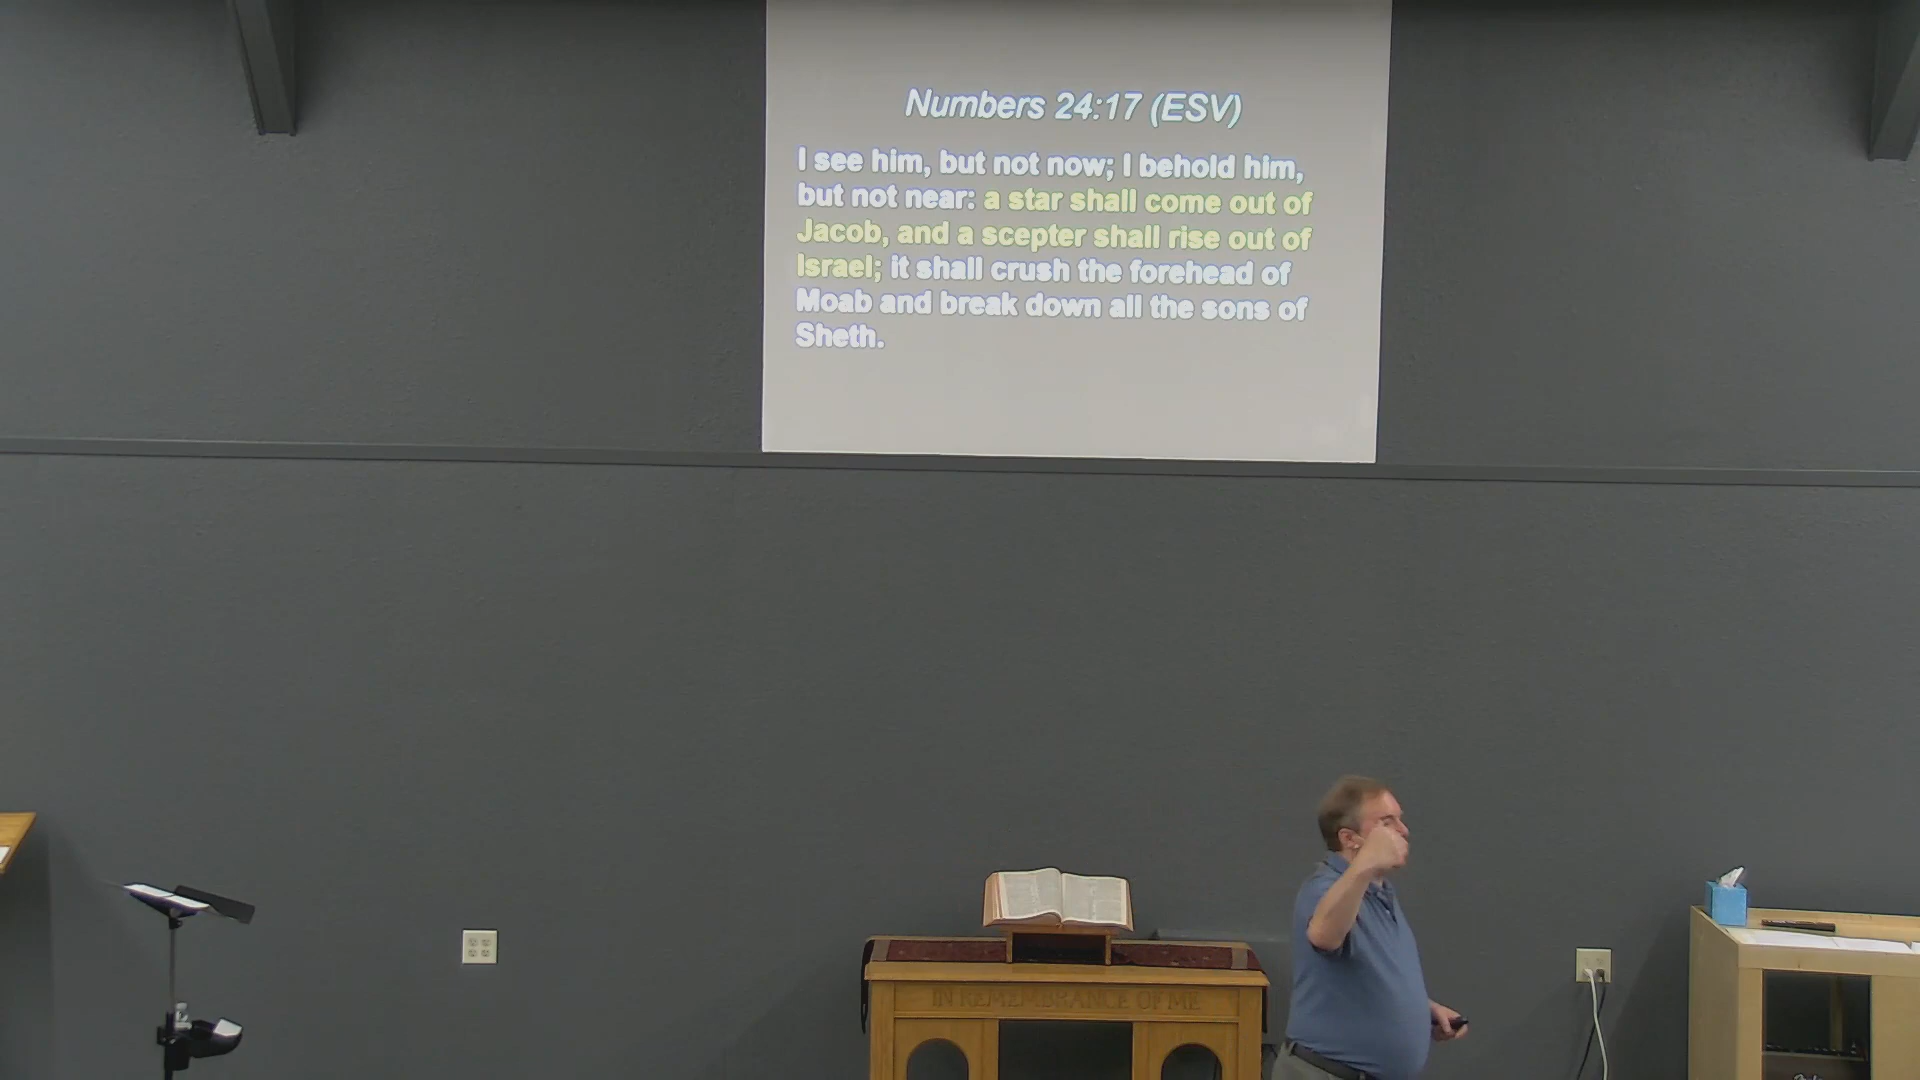 Numbers 24:17 (ESV)
I see him, but not now; I behold him,
but not near: a star shall come out of
Jacob, and a scepter shall rise out of
Israel; it shall crush the forehead of
Moab and break down all the sons of
Sheth.
IN REMEMBRANCE OF ME